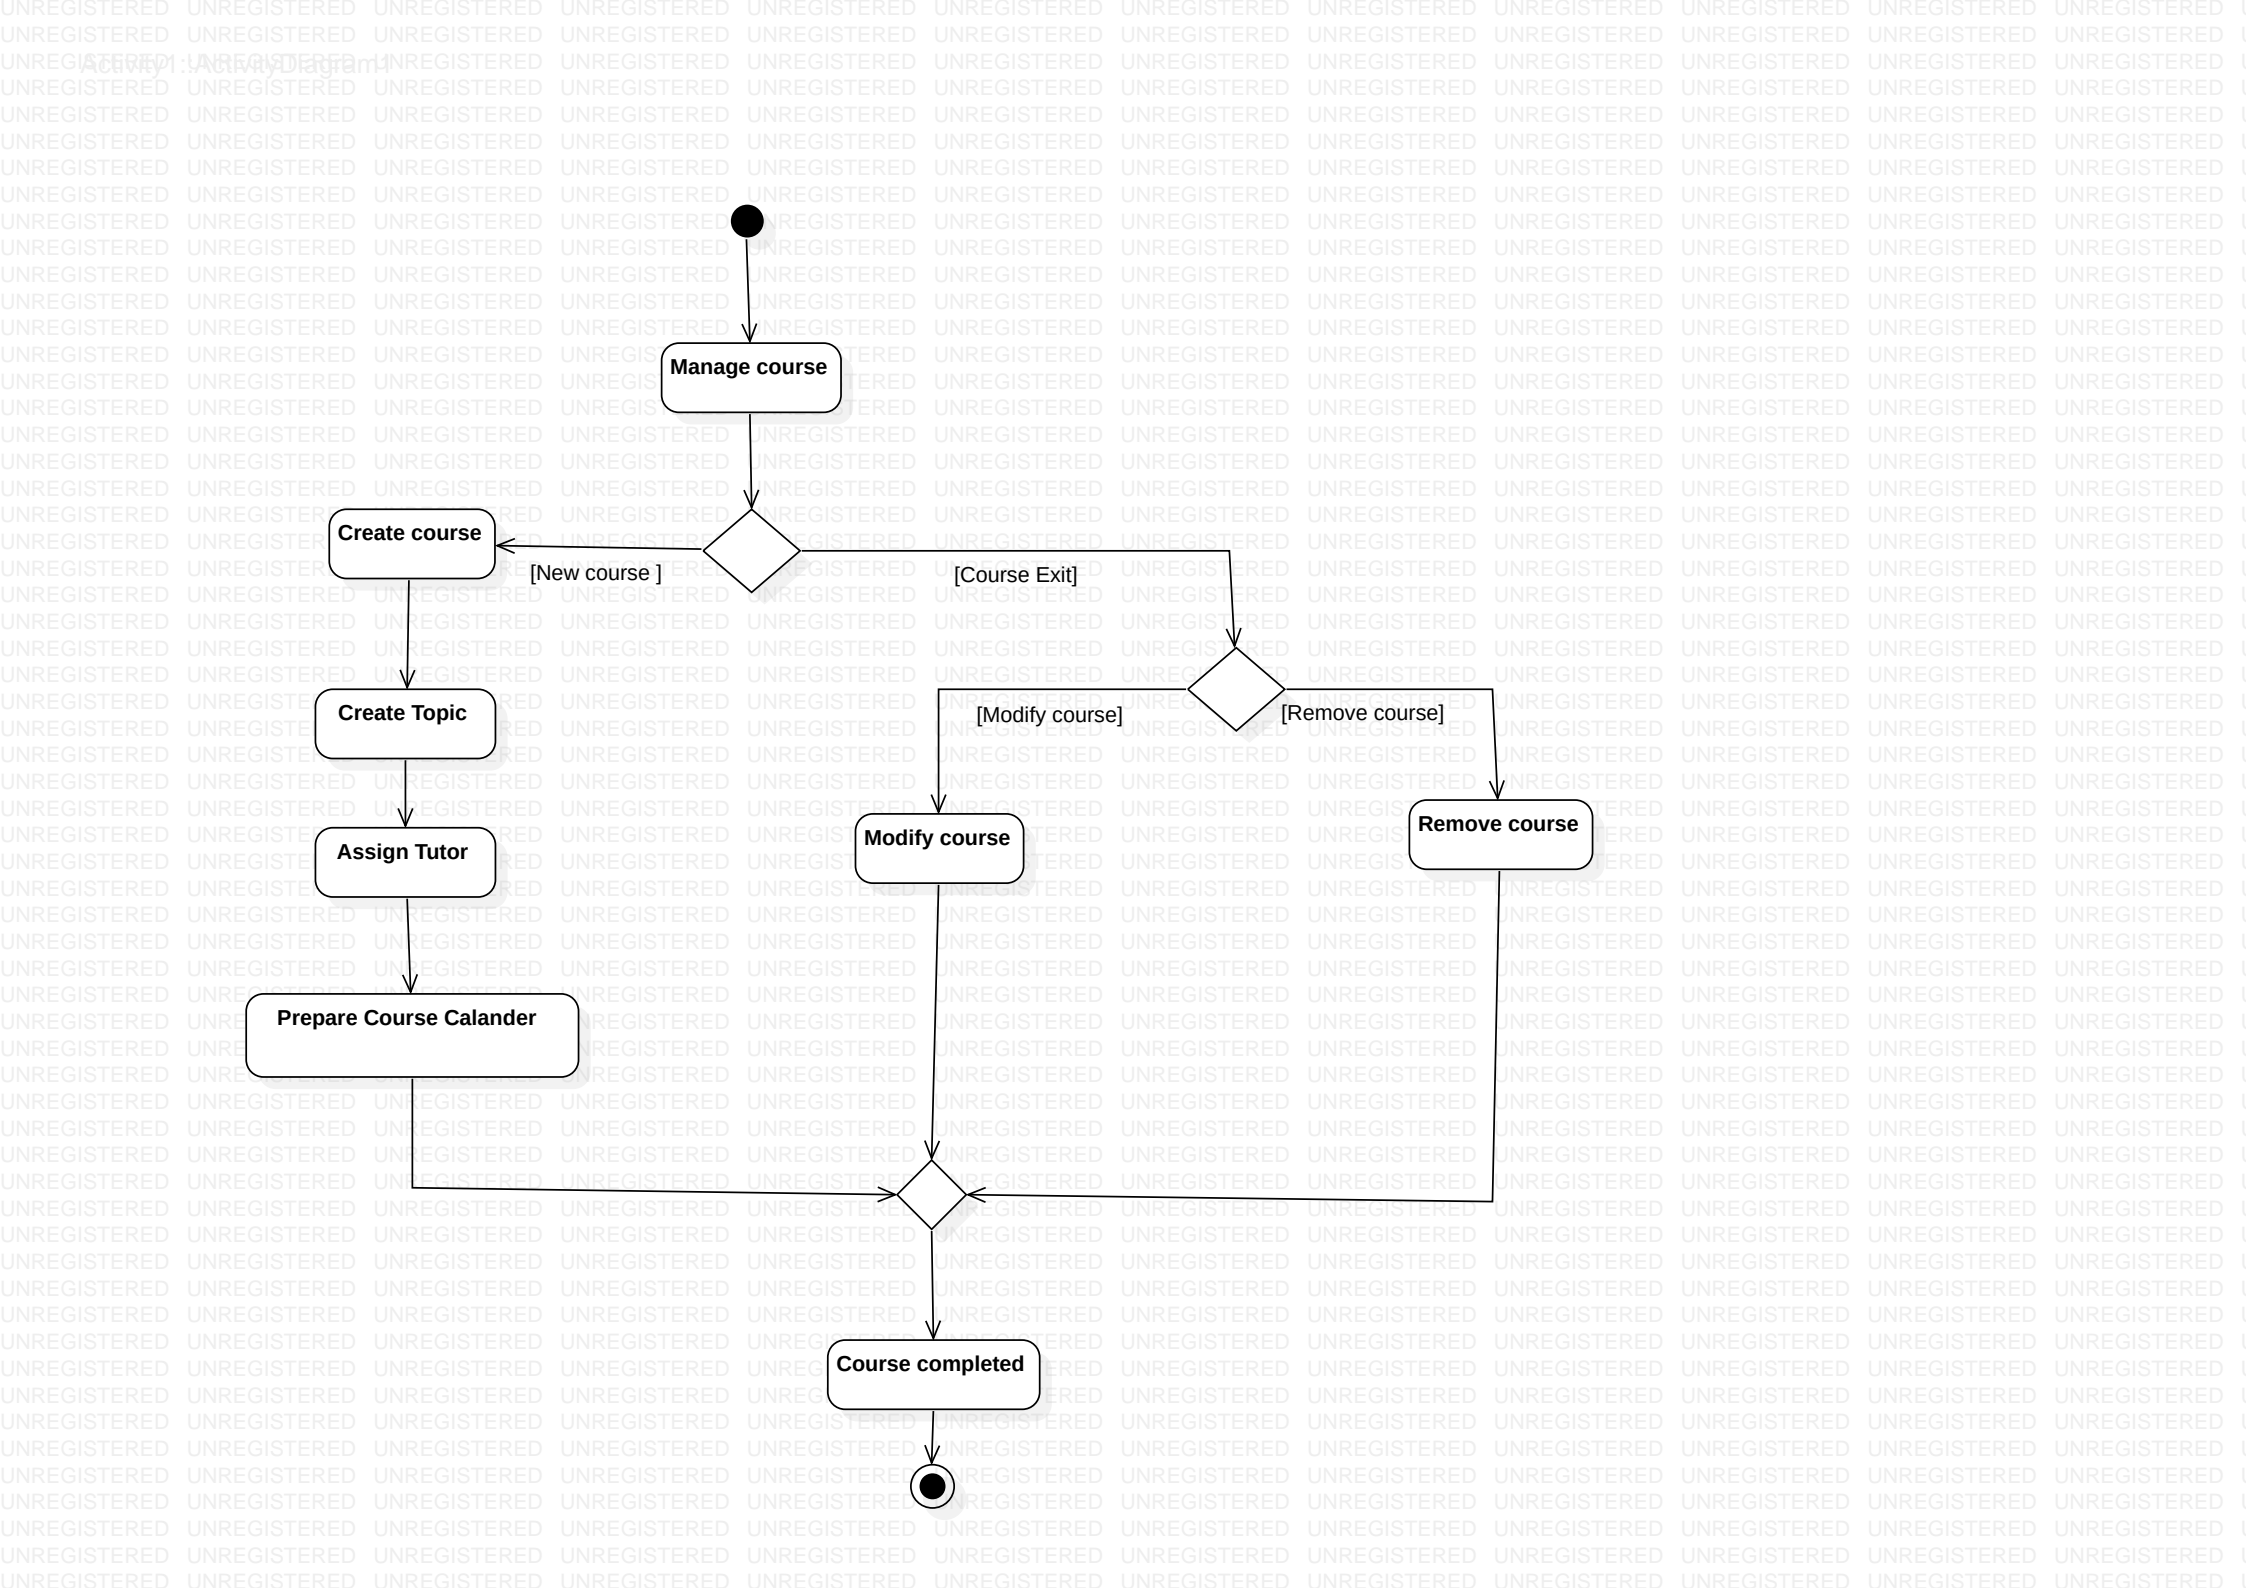 Activity1::ActivityDiagram1
Manage course
Create course
[New course ]
[Course Exit]
Create Topic
[Modify course]
[Remove course]
Assign Tutor
Modify course
Remove course
Prepare Course Calander
Course completed
UNREGISTERED